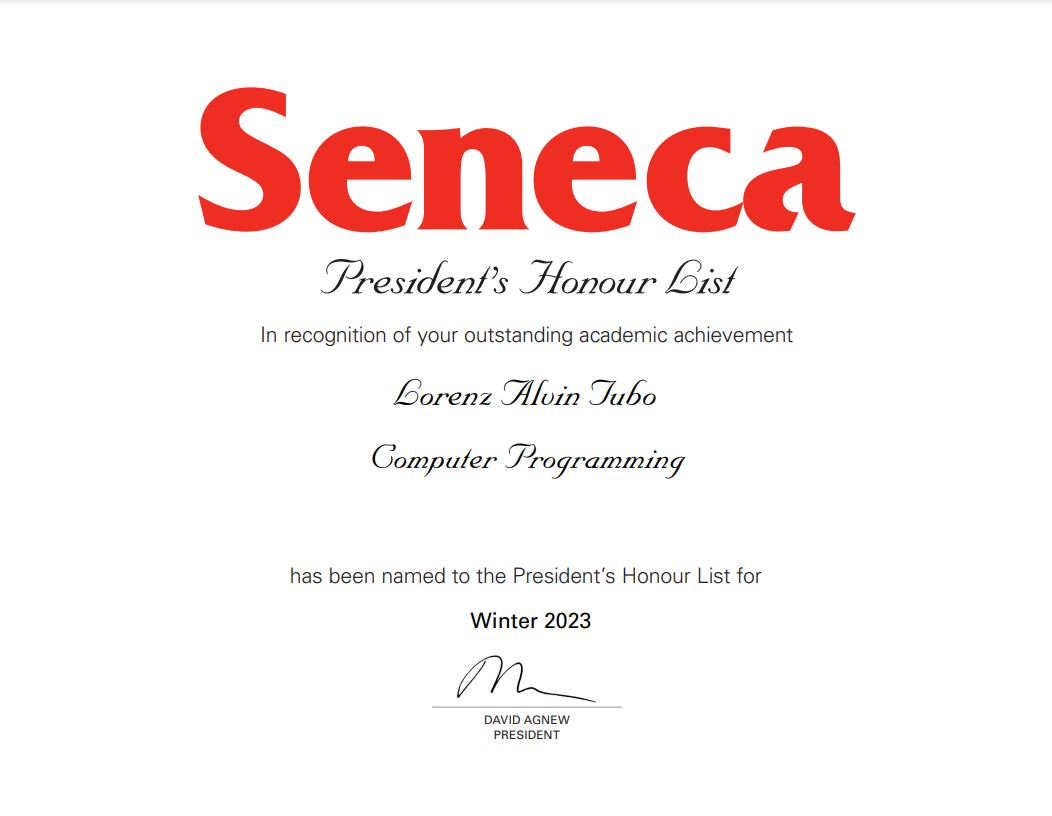 Seneca
President's Honour List
In recognition of your outstanding academic achievement
Lorenz Alvin Tubo
Computer Programming
has been named to the President's Honour List for
Winter 2023
DAVID AGNEW
PRESIDENT